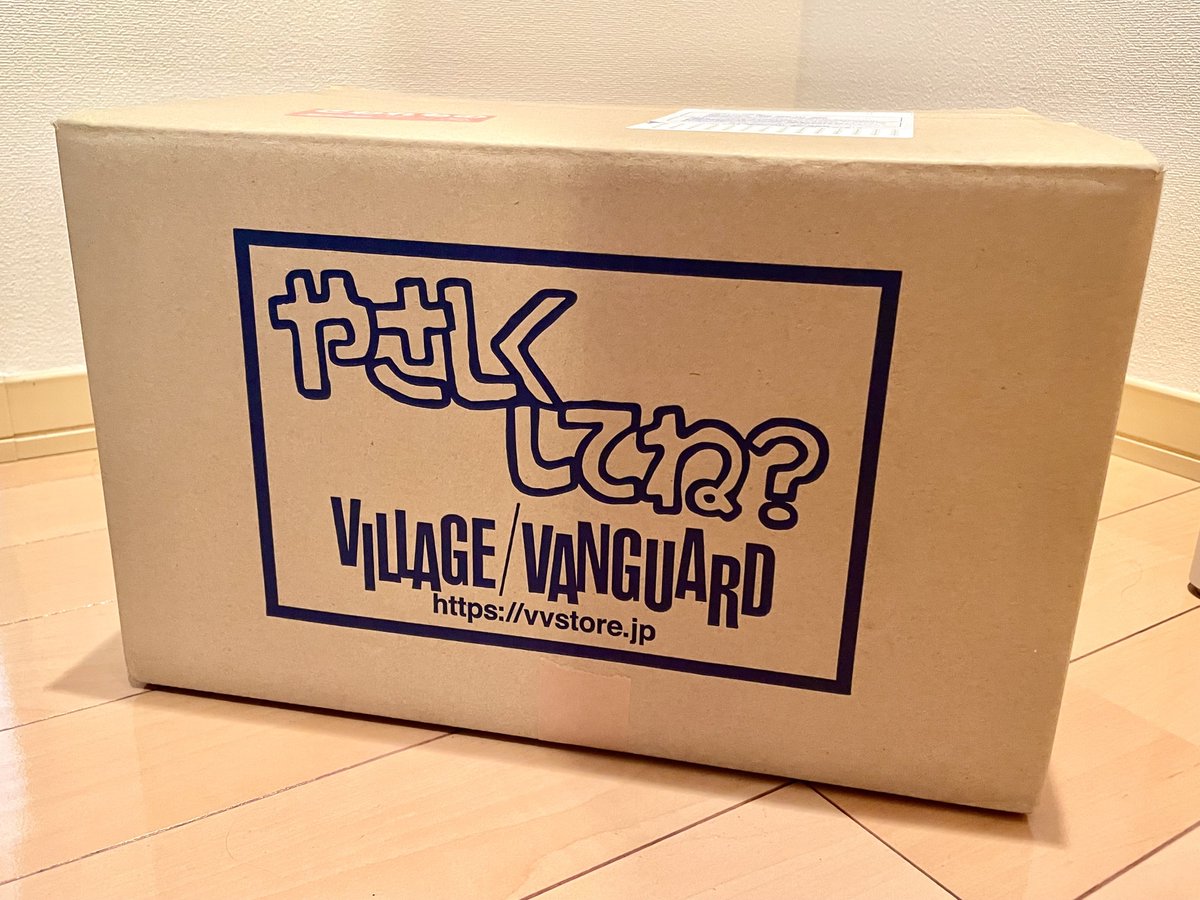 やさしく
してね?
VILLAGE/VANGUARD
https://vvstore.jp